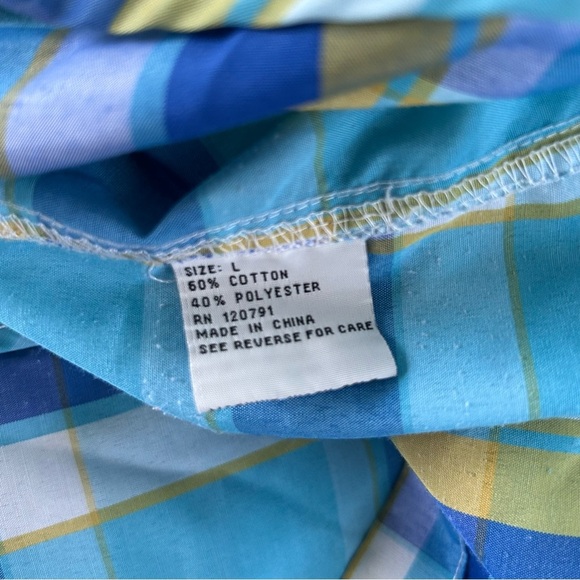 SIZE: L
60% COTTON
40% POLYESTER
RN 120791
MADE IN CHINA
SEE REVERSE FOR CARE